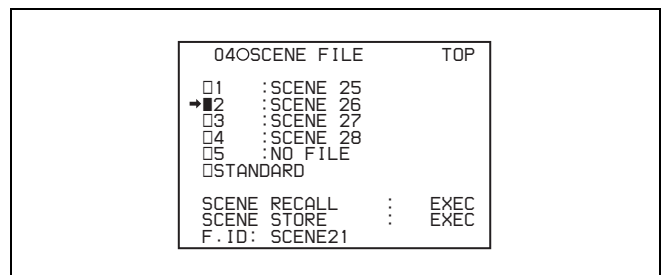 04○SCENE FILE TOP
□1 :SCENE 25
➔■2 :SCENE 26
□3 :SCENE 27
□4 :SCENE 28
□5 :NO FILE
□STANDARD
SCENE RECALL : EXEC
SCENE STORE : EXEC
F.ID: SCENE21